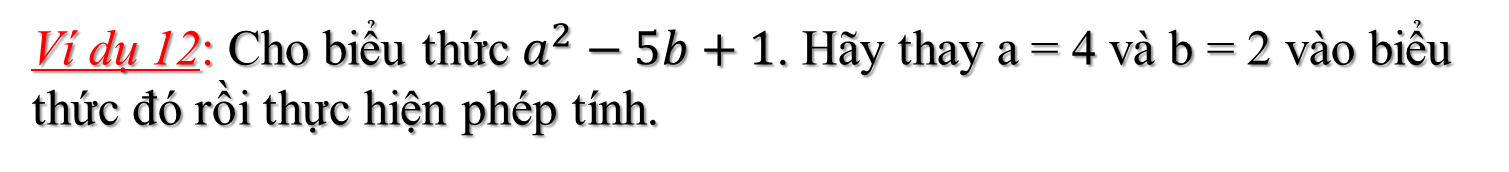 Ví dụ 12: Cho biểu thức 𝑎² − 5𝑏 + 1. Hãy thay a = 4 và b = 2 vào biểu
thức đó rồi thực hiện phép tính.